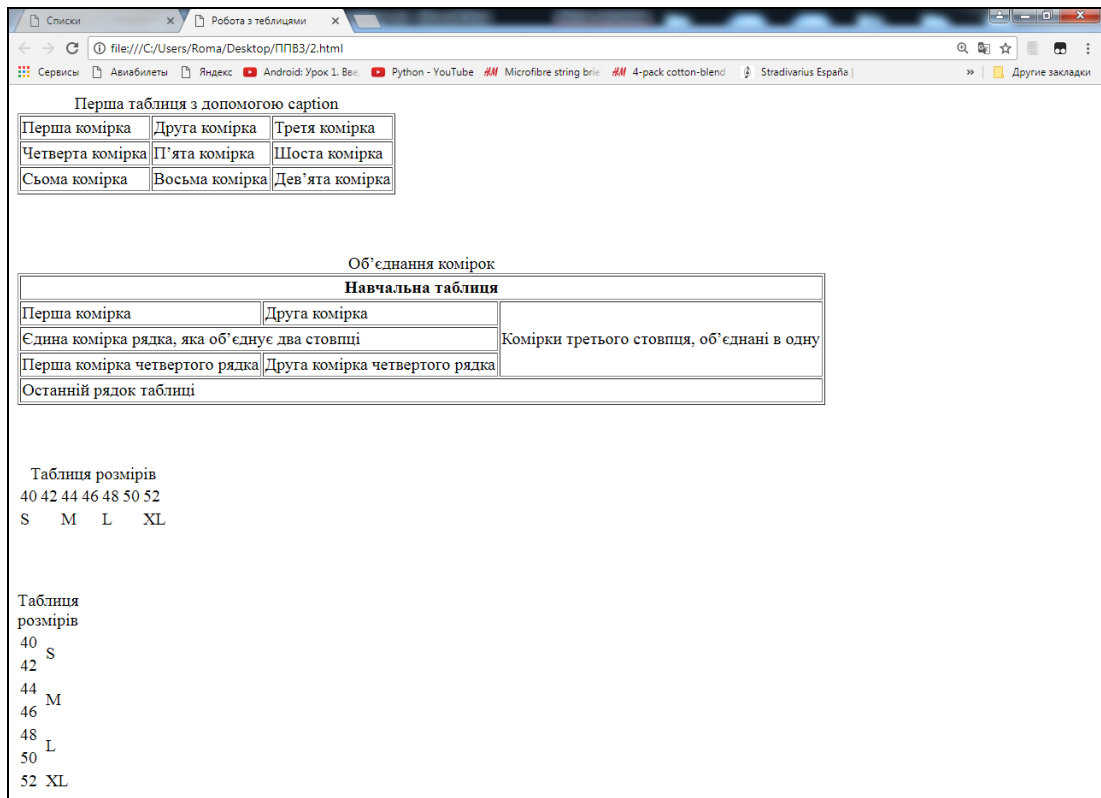 Списки
Робота з теблицями
file:///C:/Users/Roma/Desktop/ППВЗ/2.html
Сервисы Авиабилеты Яндекс Android: Урок 1. Вве Python - YouTube H&M Microfibre string brie H&M 4-pack cotton-blend Stradivarius España | » Другие закладки
Перша таблиця з допомогою caption
Перша комірка Друга комірка Третя комірка
Четверта комірка П’ята комірка Шоста комірка
Сьома комірка Восьма комірка Дев’ята комірка
Об’єднання комірок
Навчальна таблиця
Перша комірка Друга комірка
Єдина комірка рядка, яка об’єднує два стовпці
Комірки третього стовпця, об’єднані в одну
Перша комірка четвертого рядка Друга комірка четвертого рядка
Останній рядок таблиці
Таблиця розмірів
40 42 44 46 48 50 52
S M L XL
Таблиця
розмірів
40
S
42
44
M
46
48
L
50
52 XL